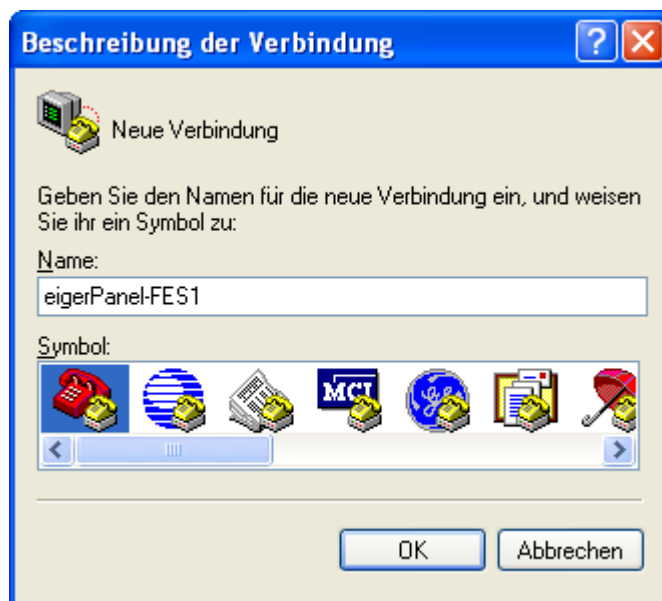 Beschreibung der Verbindung
Neue Verbindung
Geben Sie den Namen für die neue Verbindung ein, und weisen
Sie ihr ein Symbol zu:
Name:
eigerPanel-FES1
Symbol:
MCI
OK
Abbrechen